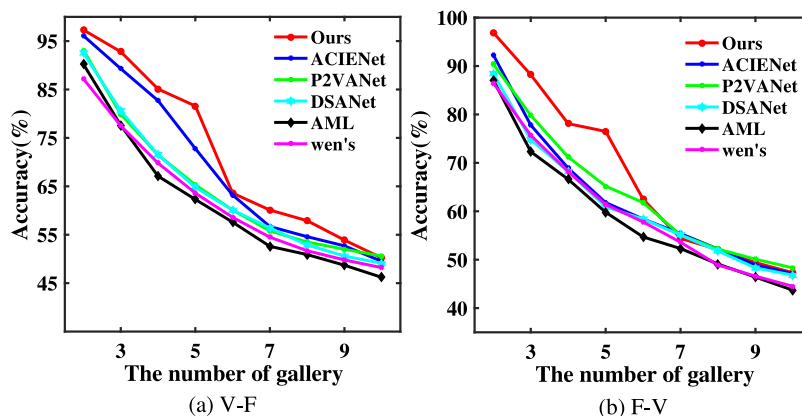 95
85
75
65
55
45
Accuracy(%)
3 5 7 9
The number of gallery
Ours
ACIENet
P2VANet
DSANet
AML
wen's
(a) V-F
100
90
80
70
60
50
40
Accuracy(%)
3 5 7 9
The number of gallery
Ours
ACIENet
P2VANet
DSANet
AML
wen's
(b) F-V